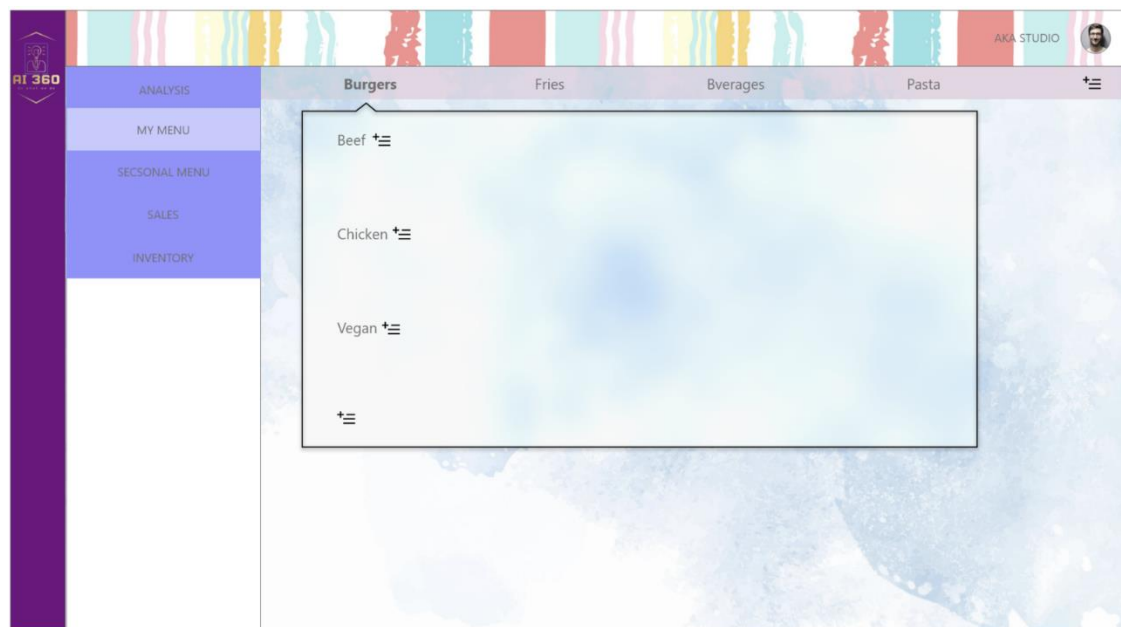 AKA STUDIO
AI 360
ANALYSIS
MY MENU
SECSONAL MENU
SALES
INVENTORY
Burgers Fries Bverages Pasta
Beef
Chicken
Vegan